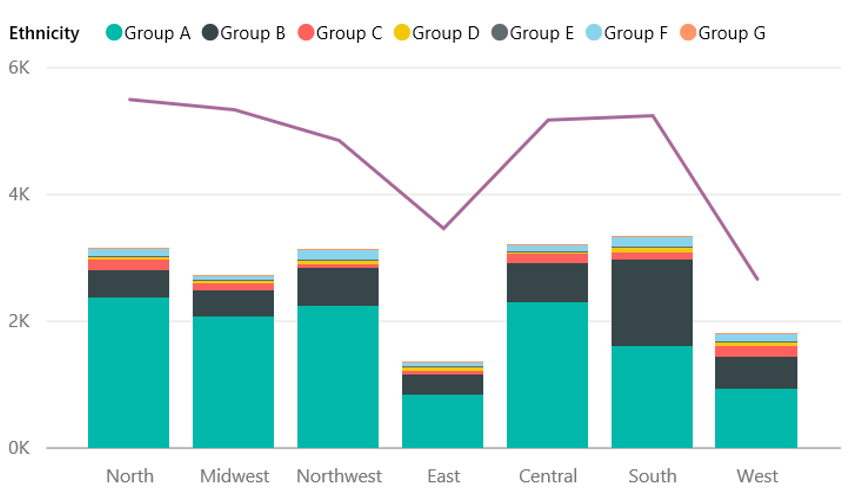 Ethnicity Group A Group B Group C Group D Group E Group F Group G
6K
4K
2K
0K
North Midwest Northwest East Central South West